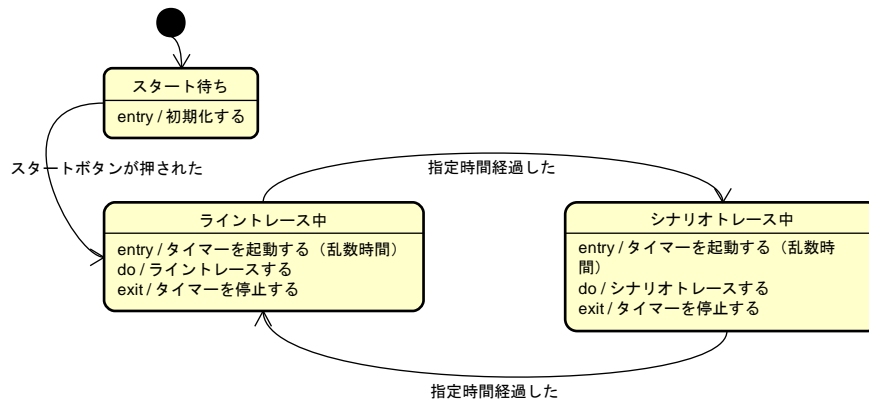 スタート待ち
entry / 初期化する
スタートボタンが押された
指定時間経過した
ライントレース中
entry / タイマーを起動する（乱数時間）
do / ライントレースする
exit / タイマーを停止する
シナリオトレース中
entry / タイマーを起動する（乱数時
間）
do / シナリオトレースする
exit / タイマーを停止する
指定時間経過した